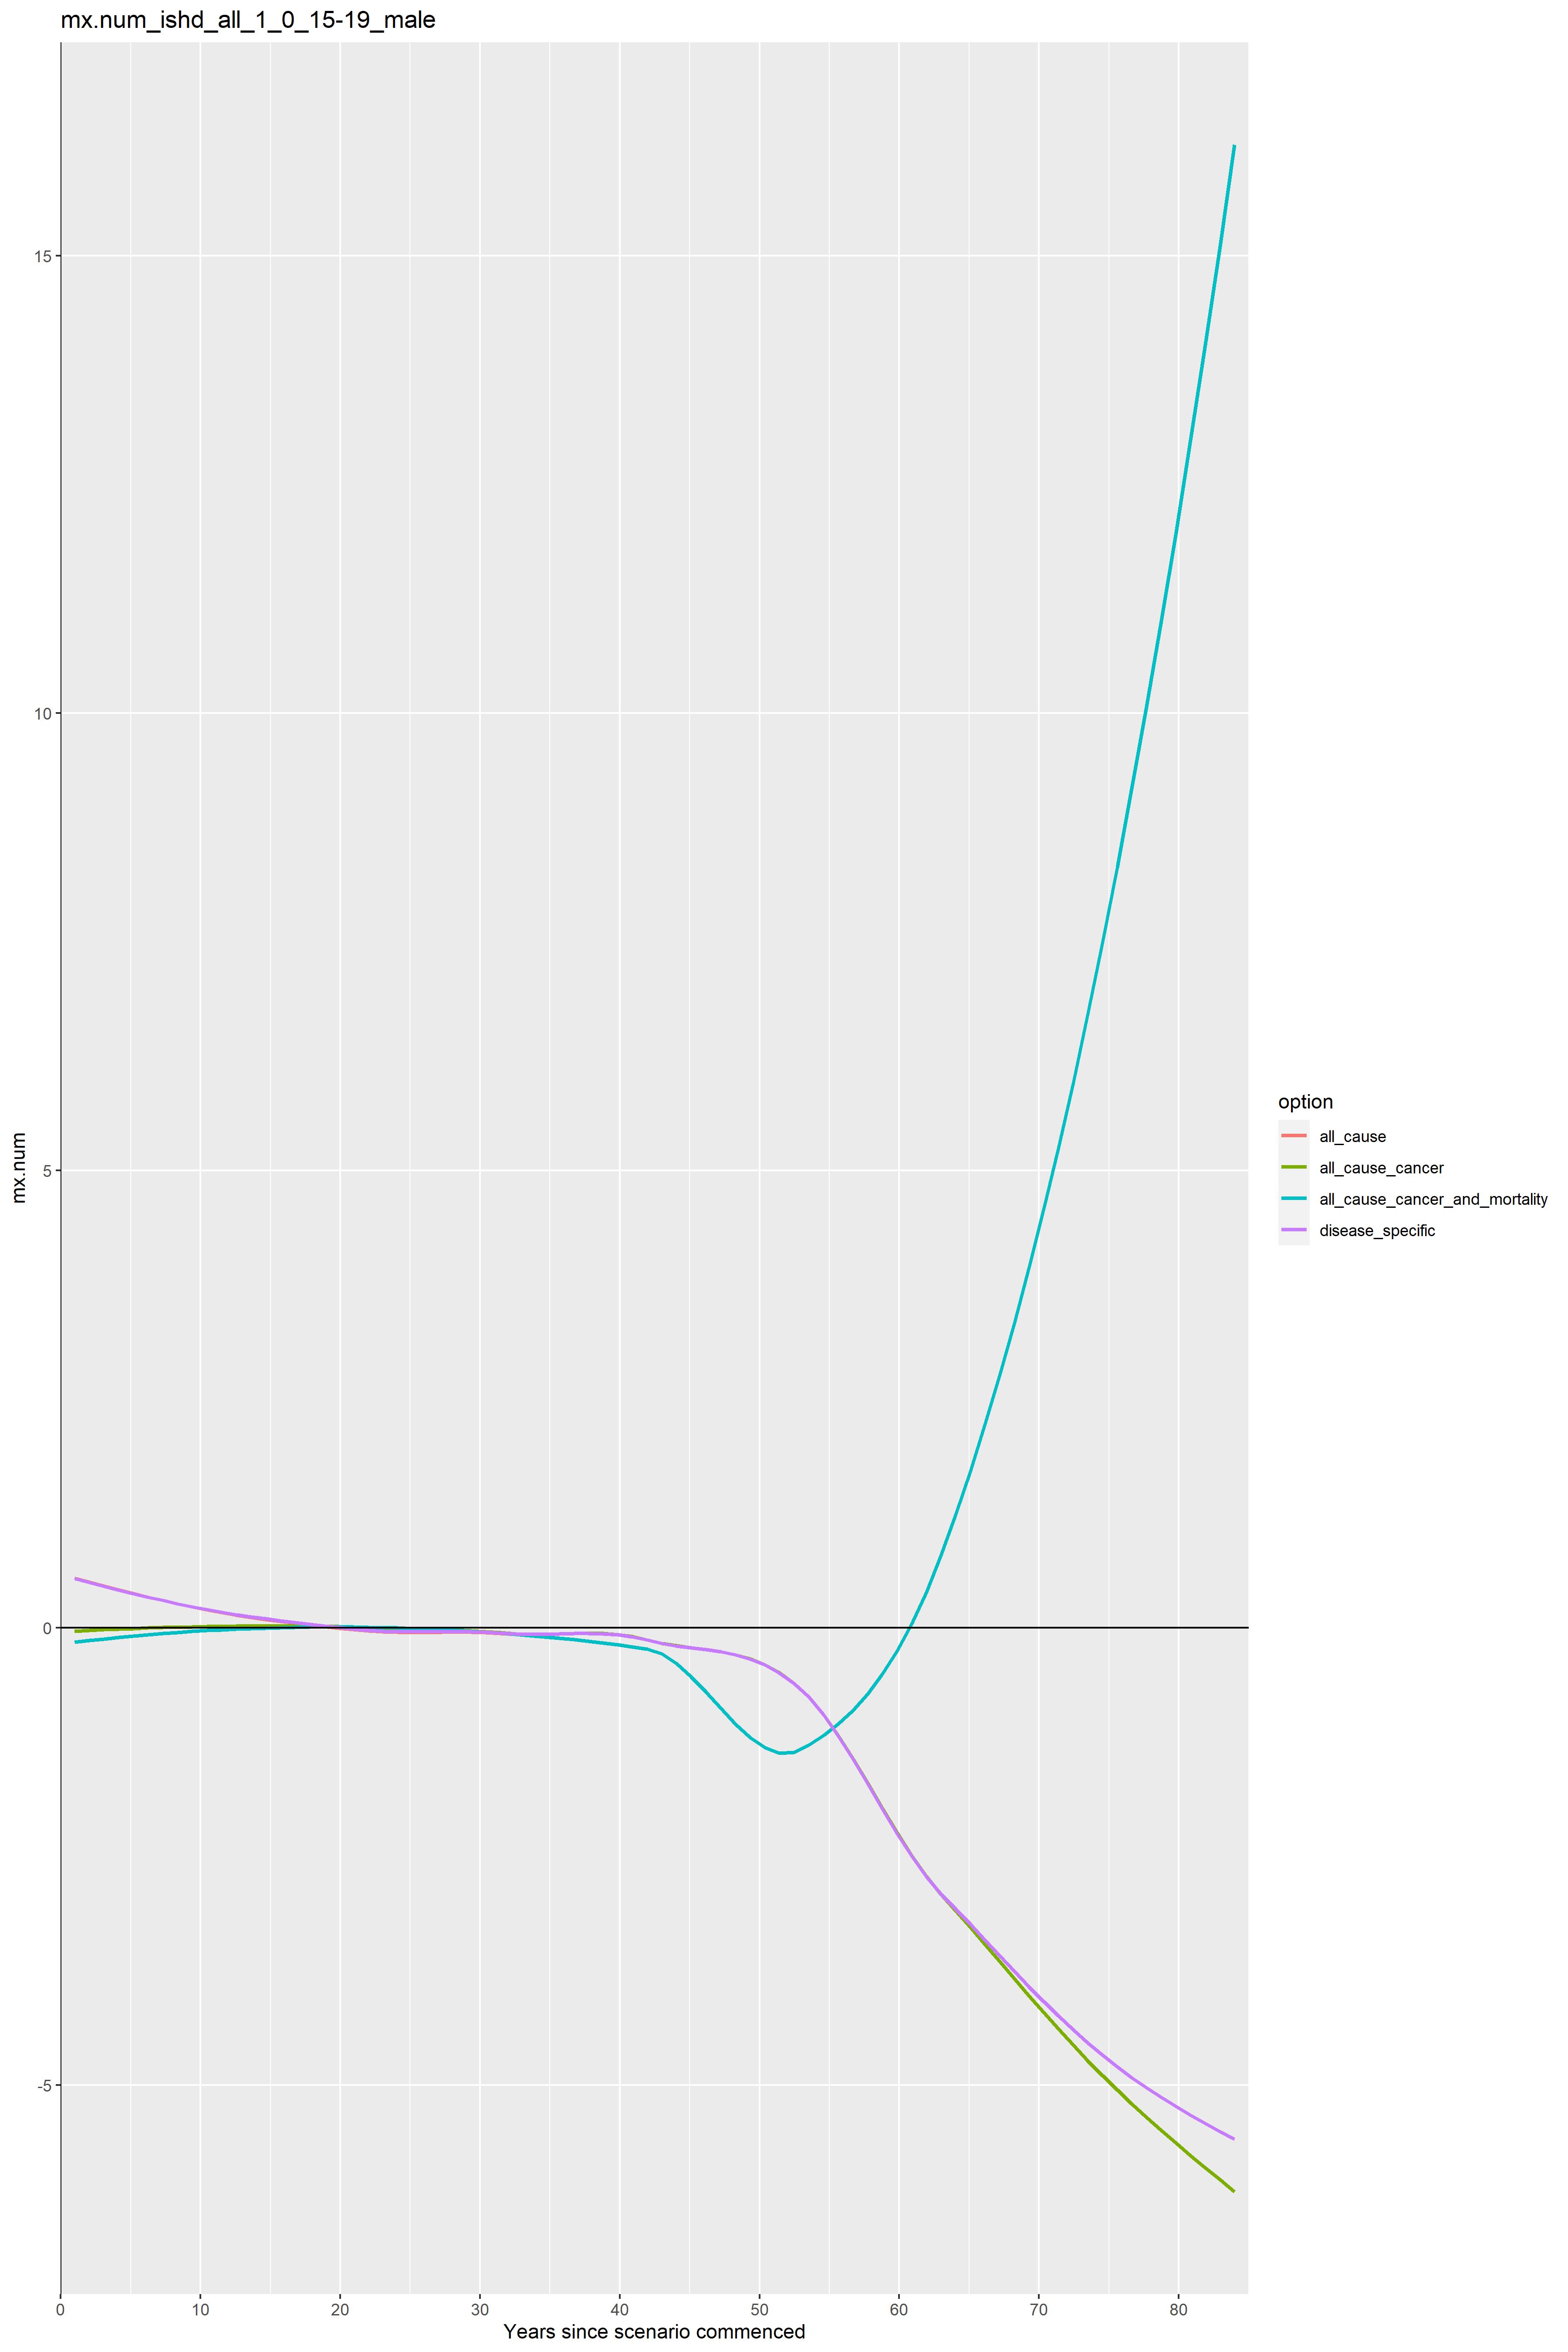 mx.num_ishd_all_1_0_15-19_male
mx.num
15
10
5
0
-5
0 10 20 30 40 50 60 70 80
Years since scenario commenced
option
all_cause
all_cause_cancer
all_cause_cancer_and_mortality
disease_specific